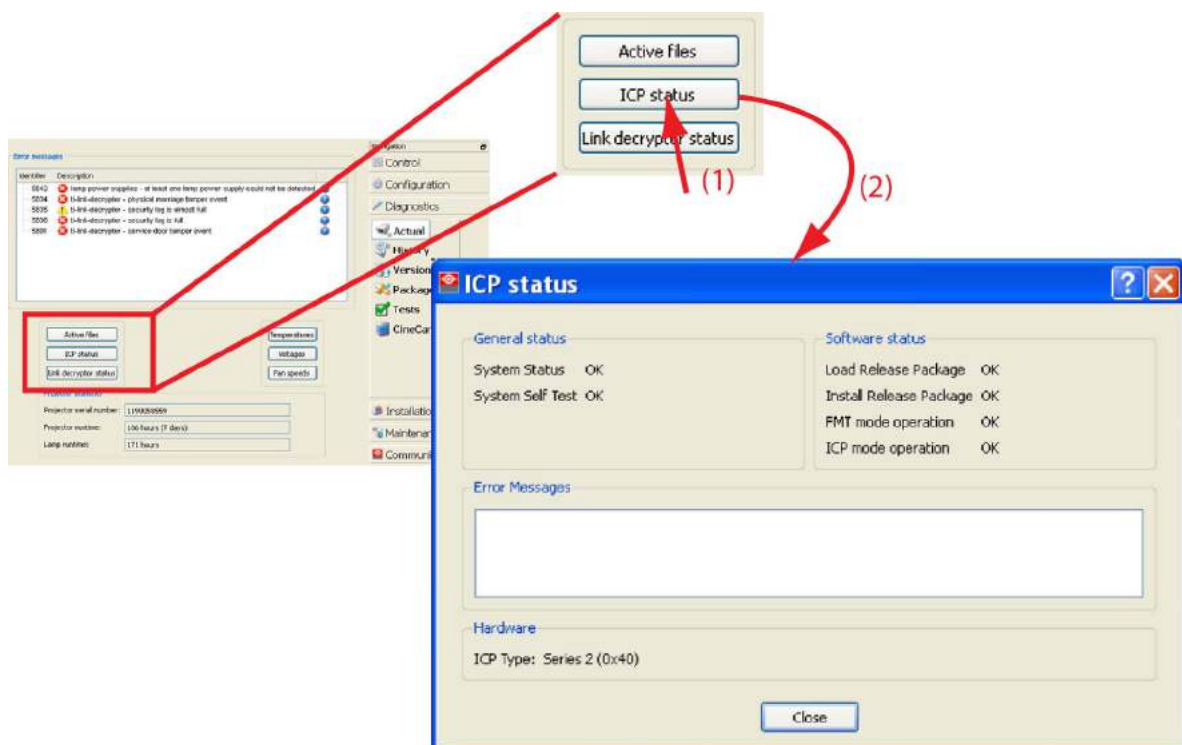 Active files
ICP status
Link decryptor status
(1)
(2)
Error messages
Identifier Description
lamp power supplies - at least one lamp power supply could not be detected
ti-link-decrypter - physical marriage tamper event
5835 ti-link-decrypter - security log is almost full
ti-link-decrypter - security log is full
ti-link-decrypter - service door tamper event
Active files
ICP status
Link decryptor status
Temperatures
Voltages
Fan speeds
Projector serial number:
Projector runtime: 106 hours (7 days)
Lamp runtime: 171 hours
Control
Configuration
Diagnostics
Actual
History
Version
Package
Tests
CineCar
Installatio
Maintenan
Communi
ICP status
General status
System Status OK
System Self Test OK
Software status
Load Release Package OK
Install Release Package OK
FMT mode operation OK
ICP mode operation OK
Error Messages
Hardware
ICP Type: Series 2 (0x40)
Close